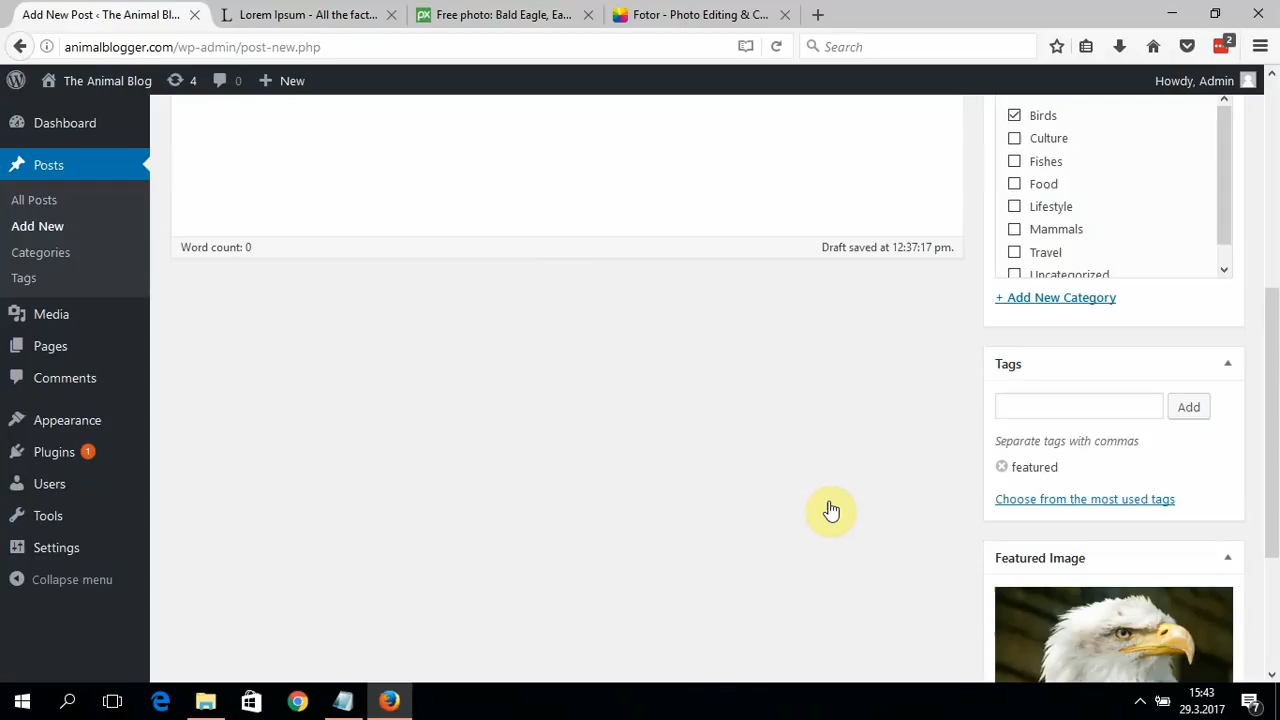 Add New Post ‹ The Animal Bl...
Lorem Ipsum - All the fact...
Free photo: Bald Eagle, Ea...
Fotor - Photo Editing & C...
animalblogger.com/wp-admin/post-new.php
Search
2
The Animal Blog
4
0
New
Howdy, Admin
Dashboard
Posts
All Posts
Add New
Categories
Tags
Media
Pages
Comments
Appearance
Plugins 1
Users
Tools
Settings
Collapse menu
Word count: 0
Draft saved at 12:37:17 pm.
Birds
Culture
Fishes
Food
Lifestyle
Mammals
Travel
Uncategorized
+ Add New Category
Tags
Add
Separate tags with commas
featured
Choose from the most used tags
Featured Image
15:43
29.3.2017
7